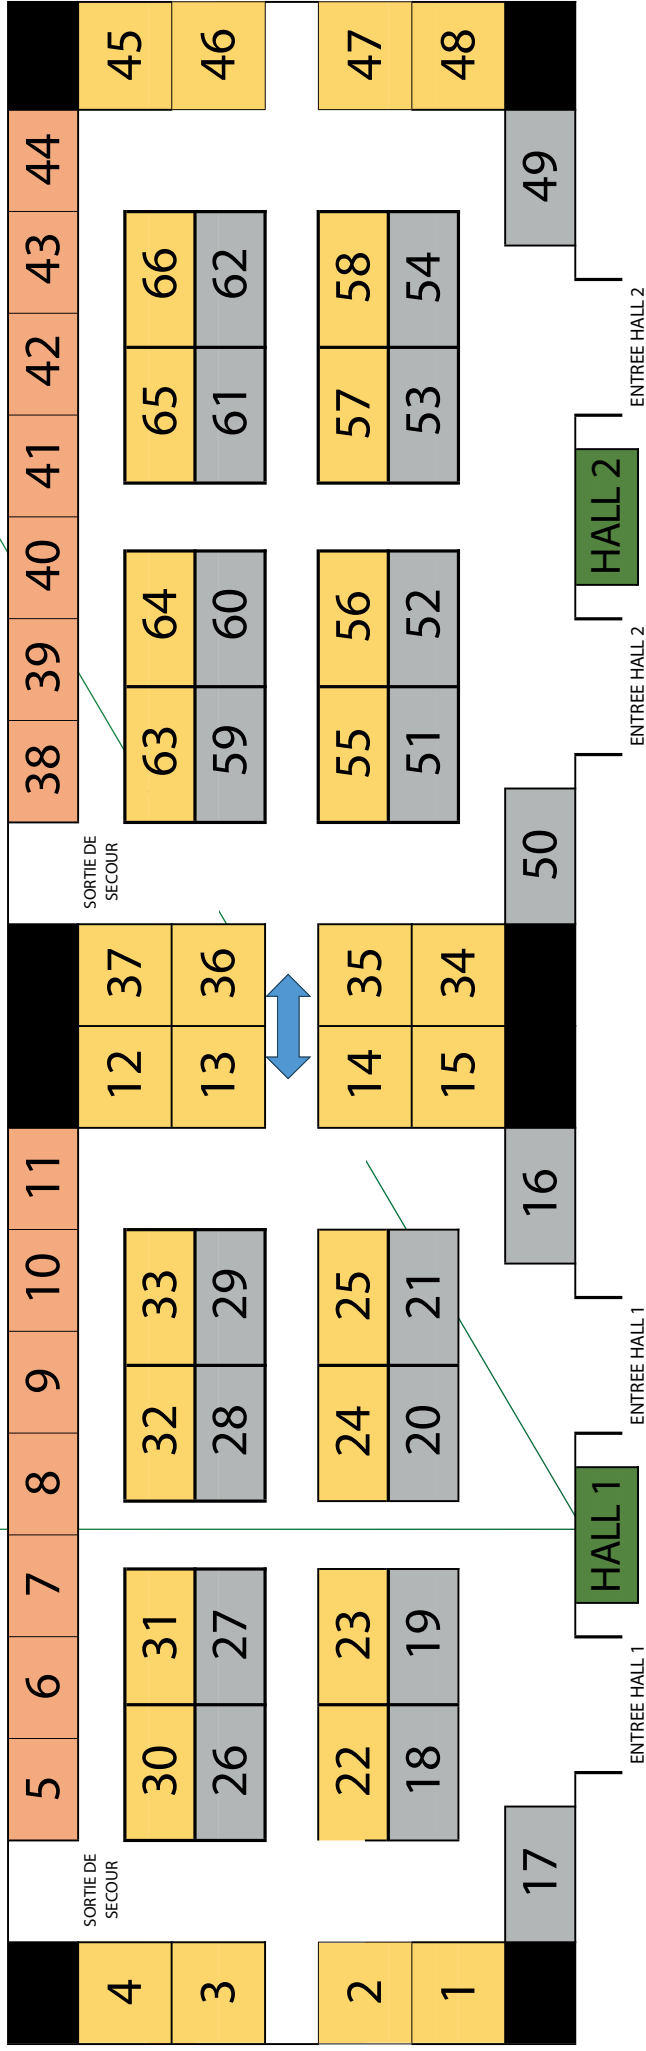 5 6 7 8 9 10 11 38 39 40 41 42 43 44
SORTIE DE
SECOUR
SORTIE DE
SECOUR
4 12 37 45
30 31 32 33 63 64 65 66
3 13 36 46
26 27 28 29 59 60 61 62
22 23 24 25 55 56 57 58
2 14 35 47
18 19 20 21 51 52 53 54
1 15 34 48
17 16 50 49
HALL 1 HALL 2
ENTREE HALL 1 ENTREE HALL 1 ENTREE HALL 2 ENTREE HALL 2